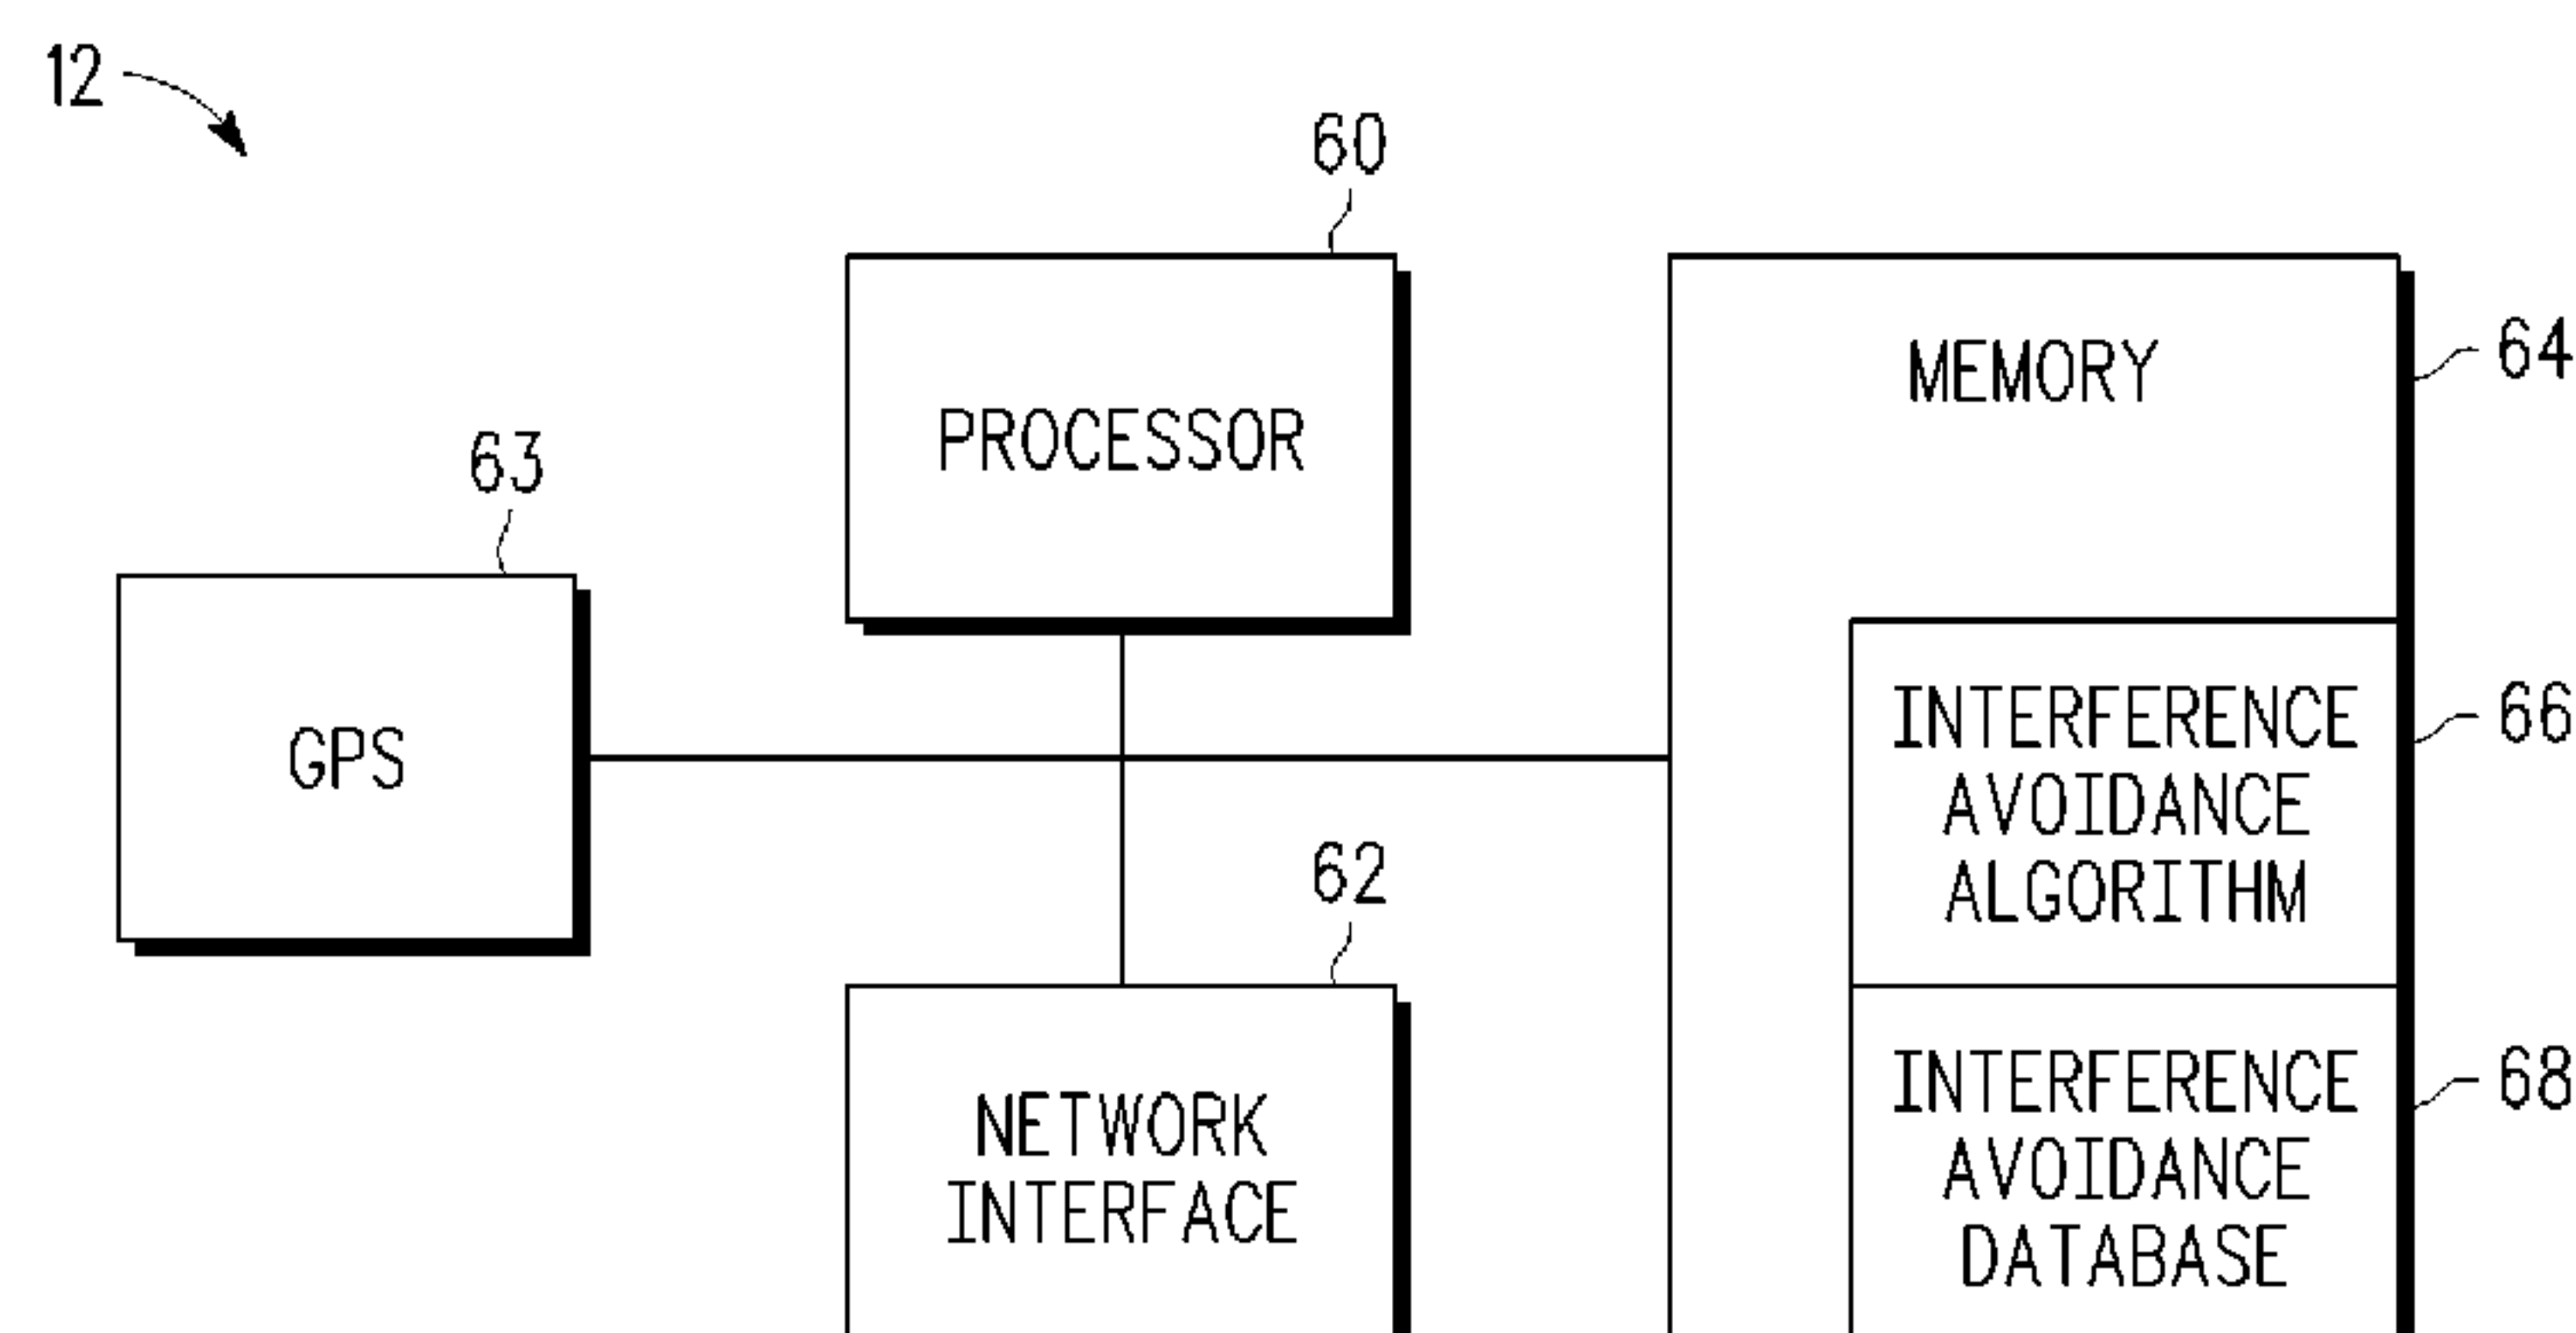 12
60
PROCESSOR
MEMORY
64
63
GPS
INTERFERENCE
AVOIDANCE
ALGORITHM
66
62
NETWORK
INTERFACE
INTERFERENCE
AVOIDANCE
DATABASE
68